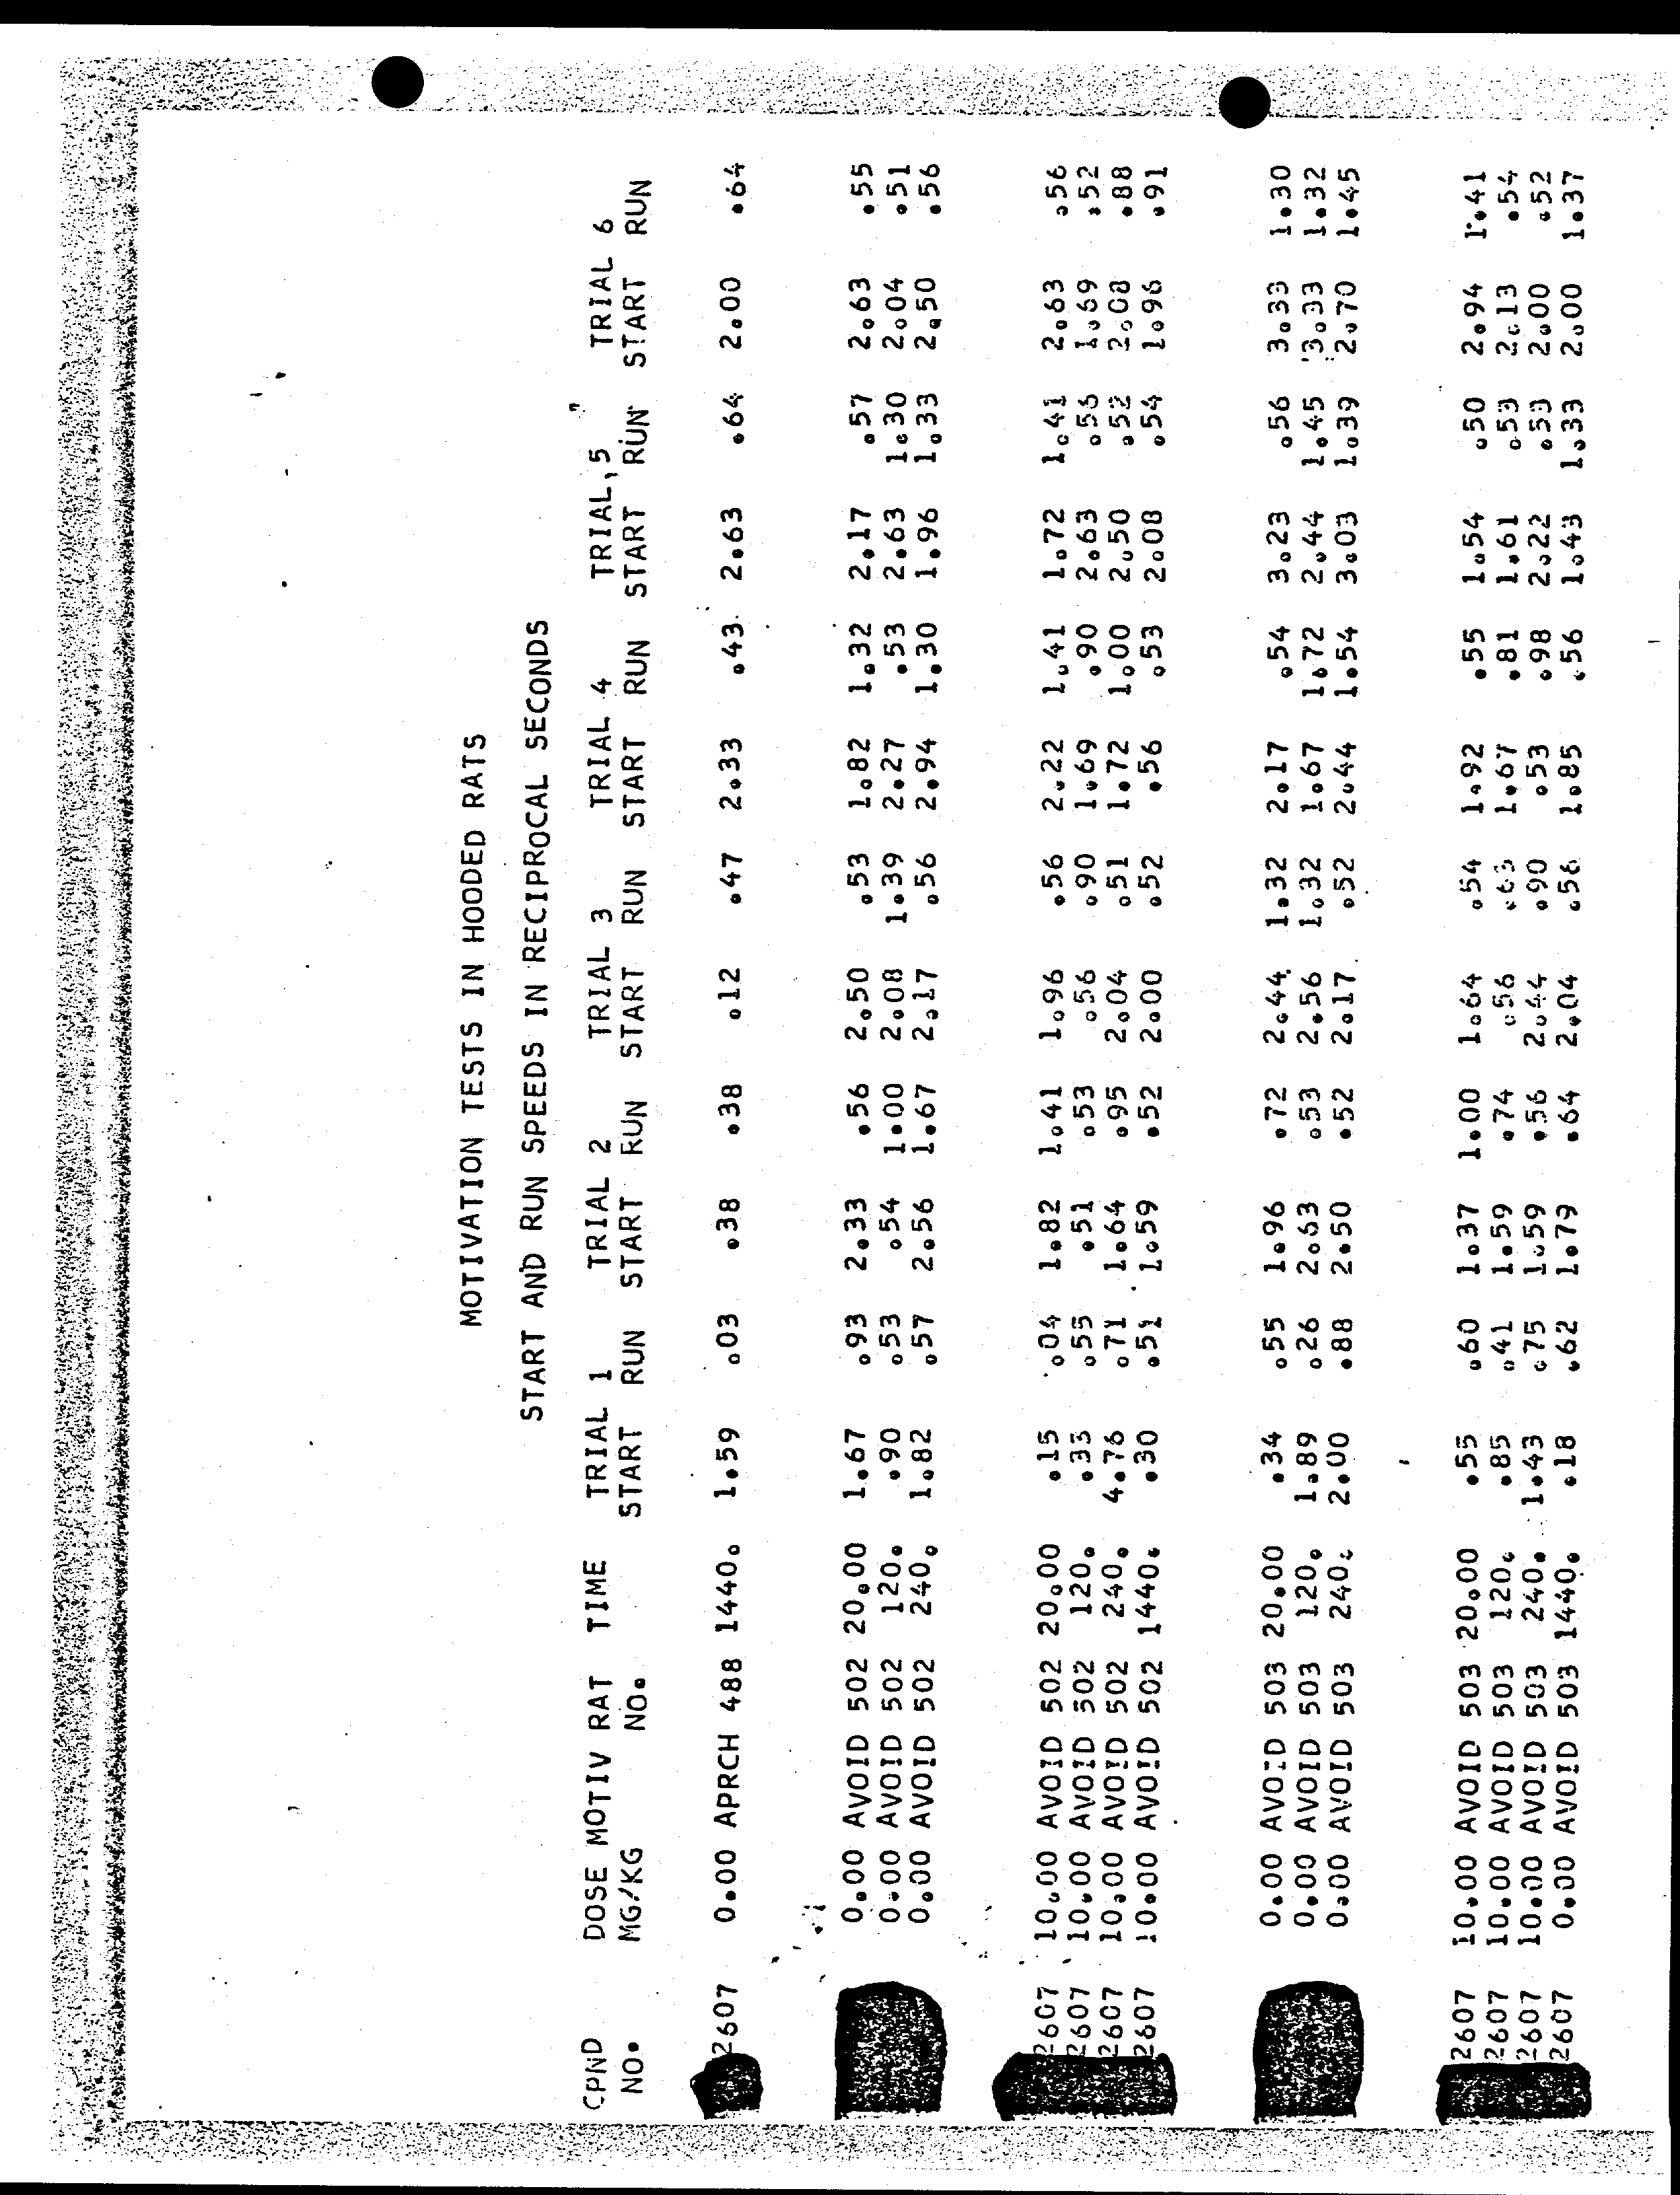 MOTIVATION TESTS IN HOODED RATS
START AND RUN SPEEDS IN RECIPROCAL SECONDS
CPND DOSE MOTIV RAT TIME TRIAL 1 TRIAL 2 TRIAL 3 TRIAL 4 TRIAL,5 TRIAL 6
NO. MG/KG NO. START RUN START RUN START RUN START RUN START RUN START RUN
2607 0.00 APRCH 488 1440. 1.59 .03 .38 .38 .12 .47 2.33 .43 2.63 .64 2.00 .64
0.00 AVOID 502 20.00 1.67 .93 2.33 .56 2.50 .53 1.82 1.32 2.17 .57 2.63 .55
0.00 AVOID 502 120. .90 .53 .54 1.00 2.08 1.39 2.27 .53 2.63 1.30 2.04 .51
0.00 AVOID 502 240. 1.82 .57 2.56 1.67 2.17 .56 2.94 1.30 1.96 1.33 2.50 .56
2607 10.00 AVOID 502 20.00 .15 .04 1.82 1.41 1.96 .56 2.22 1.41 1.72 1.41 2.63 .56
2607 10.00 AVOID 502 120. .33 .55 .51 .53 .56 .90 1.69 .90 2.63 .56 1.69 .52
2607 10.00 AVOID 502 240. 4.76 .71 1.64 .95 2.04 .51 1.72 1.00 2.50 .52 2.08 .88
2607 10.00 AVOID 502 1440. .30 .51 1.59 .52 2.00 .52 .56 .53 2.08 .54 1.96 .91
0.00 AVOID 503 20.00 .34 .55 1.96 .72 2.44 1.32 2.17 .54 3.23 .56 3.33 1.30
0.00 AVOID 503 120. 1.89 .26 2.63 .53 2.56 1.32 1.67 1.72 2.44 1.45 3.33 1.32
0.00 AVOID 503 240. 2.00 .88 2.50 .52 2.17 .52 2.44 1.54 3.03 1.39 2.70 1.45
2607 10.00 AVOID 503 20.00 .55 .60 1.37 1.00 1.64 .54 1.92 .55 1.54 .50 2.94 1.41
2607 10.00 AVOID 503 120. .85 .41 1.59 .74 .56 .63 1.67 .81 1.61 .53 2.13 .54
2607 10.00 AVOID 503 240. 1.43 .75 1.59 .56 2.44 .90 .53 .98 2.22 .53 2.00 .52
2607 0.00 AVOID 503 1440. .18 .62 1.79 .64 2.04 .56 1.85 .56 1.43 1.33 2.00 1.37